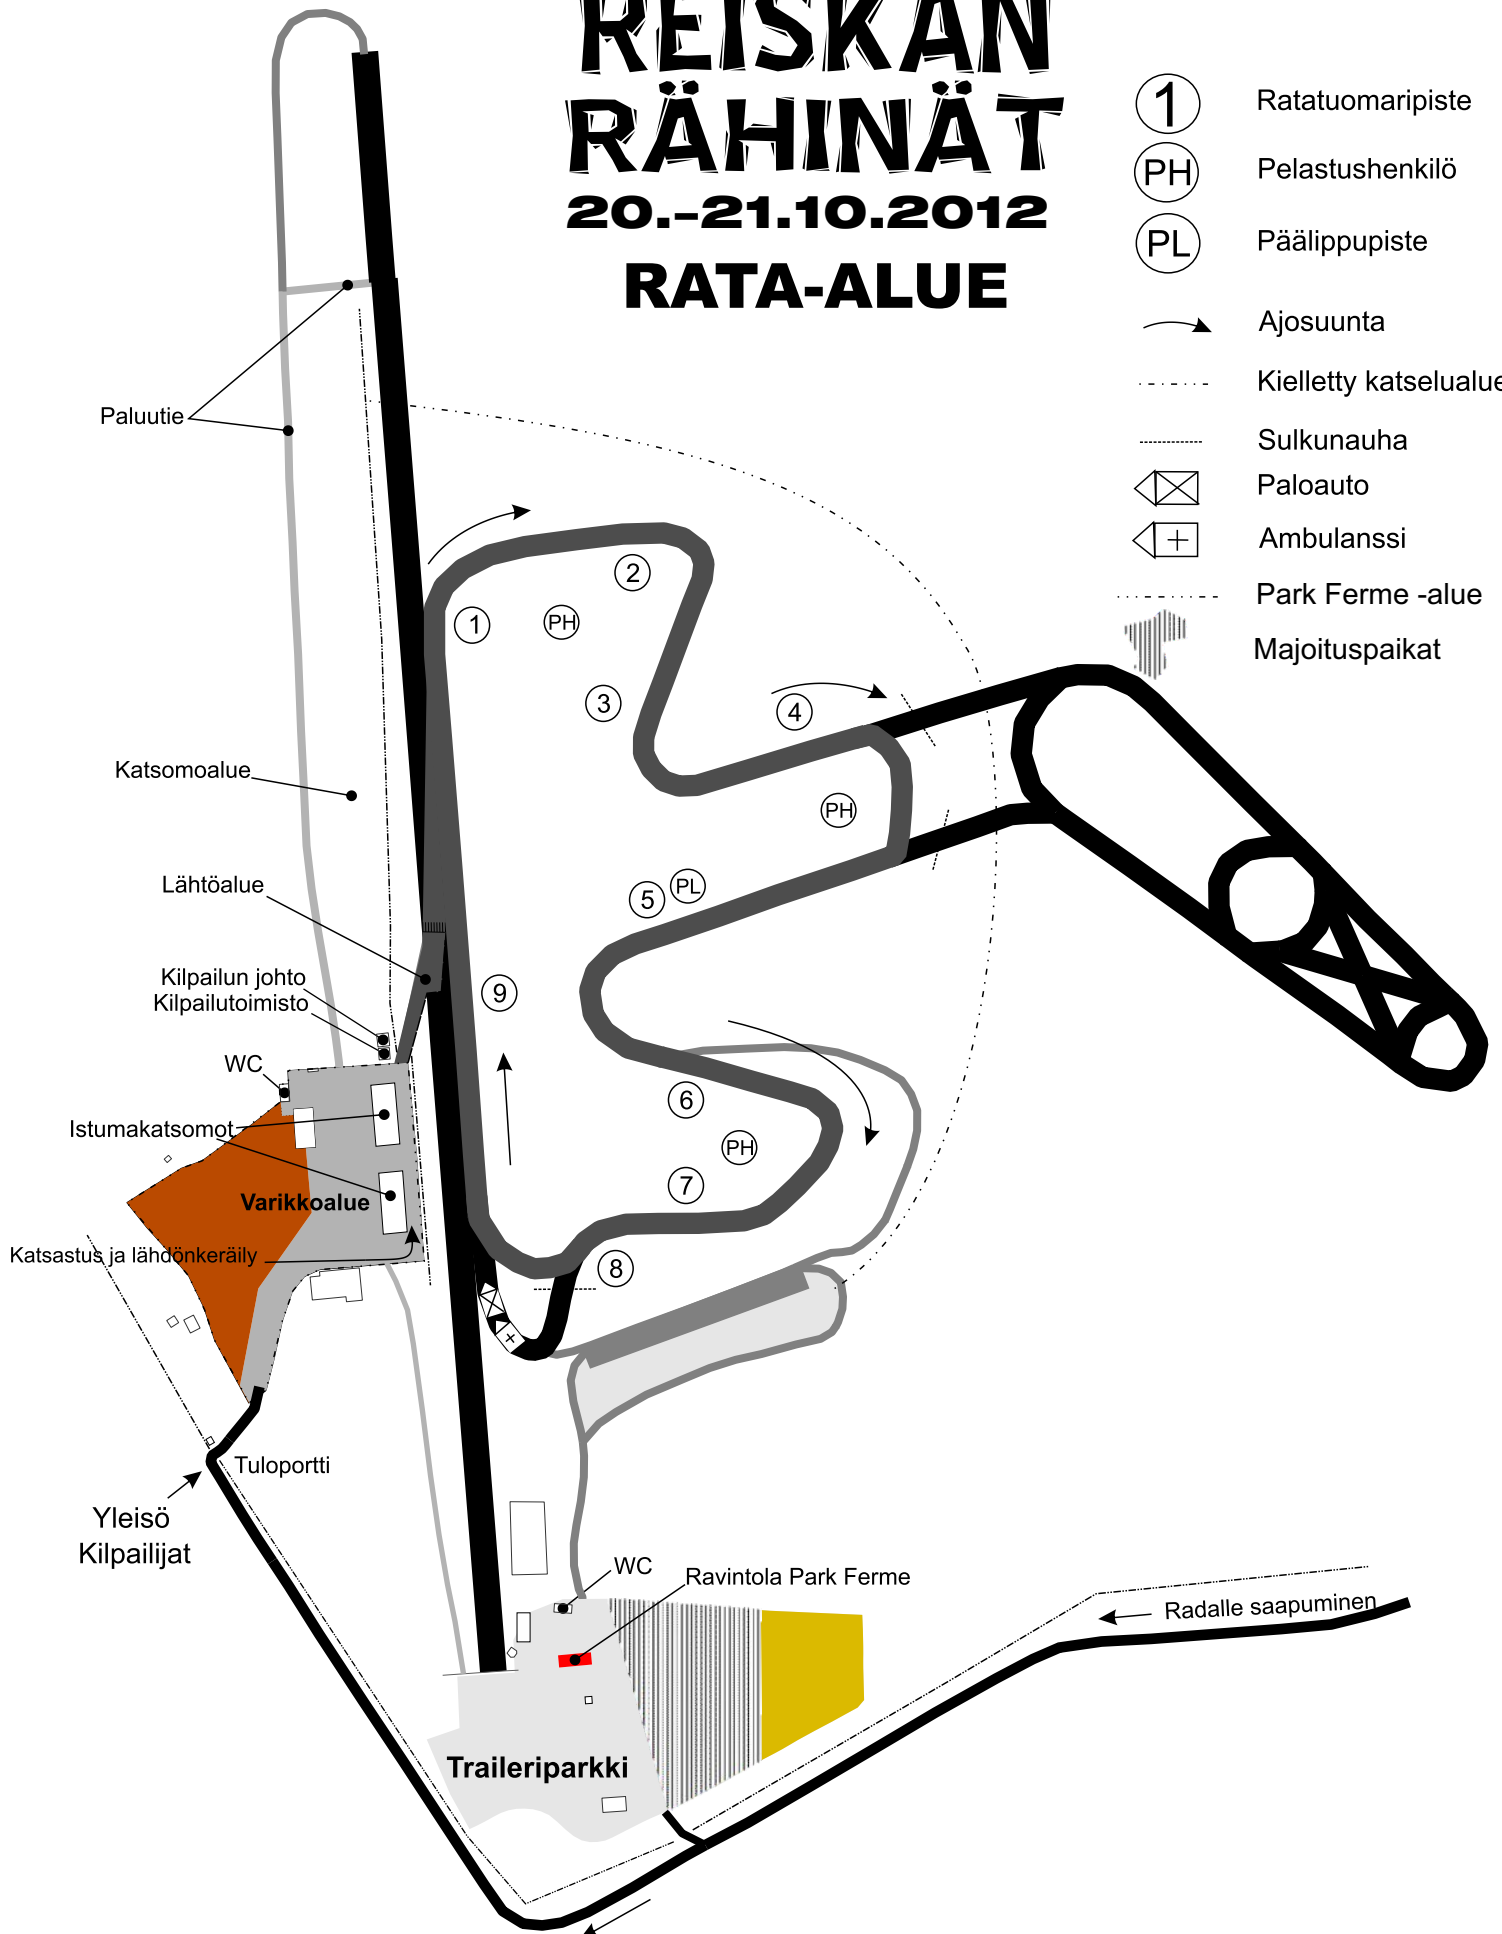 REISKAN
RÄHINÄT
20.-21.10.2012
RATA-ALUE
1 Ratatuomaripiste
PH Pelastushenkilö
PL Päälippupiste
Ajosuunta
Kielletty katselualue
Sulkunauha
Paloauto
Ambulanssi
Park Ferme -alue
Majoituspaikat
Paluutie
2
1
PH
3
4
Katsomoalue
PH
Lähtöalue
5
PL
Kilpailun johto
9
Kilpailutoimisto
WC
6
Istumakatsomot
PH
7
Varikkoalue
Katsastus ja lähdönkeräily
8
Tuloportti
Yleisö
Kilpailijat
WC
Ravintola Park Ferme
Radalle saapuminen
Traileriparkki